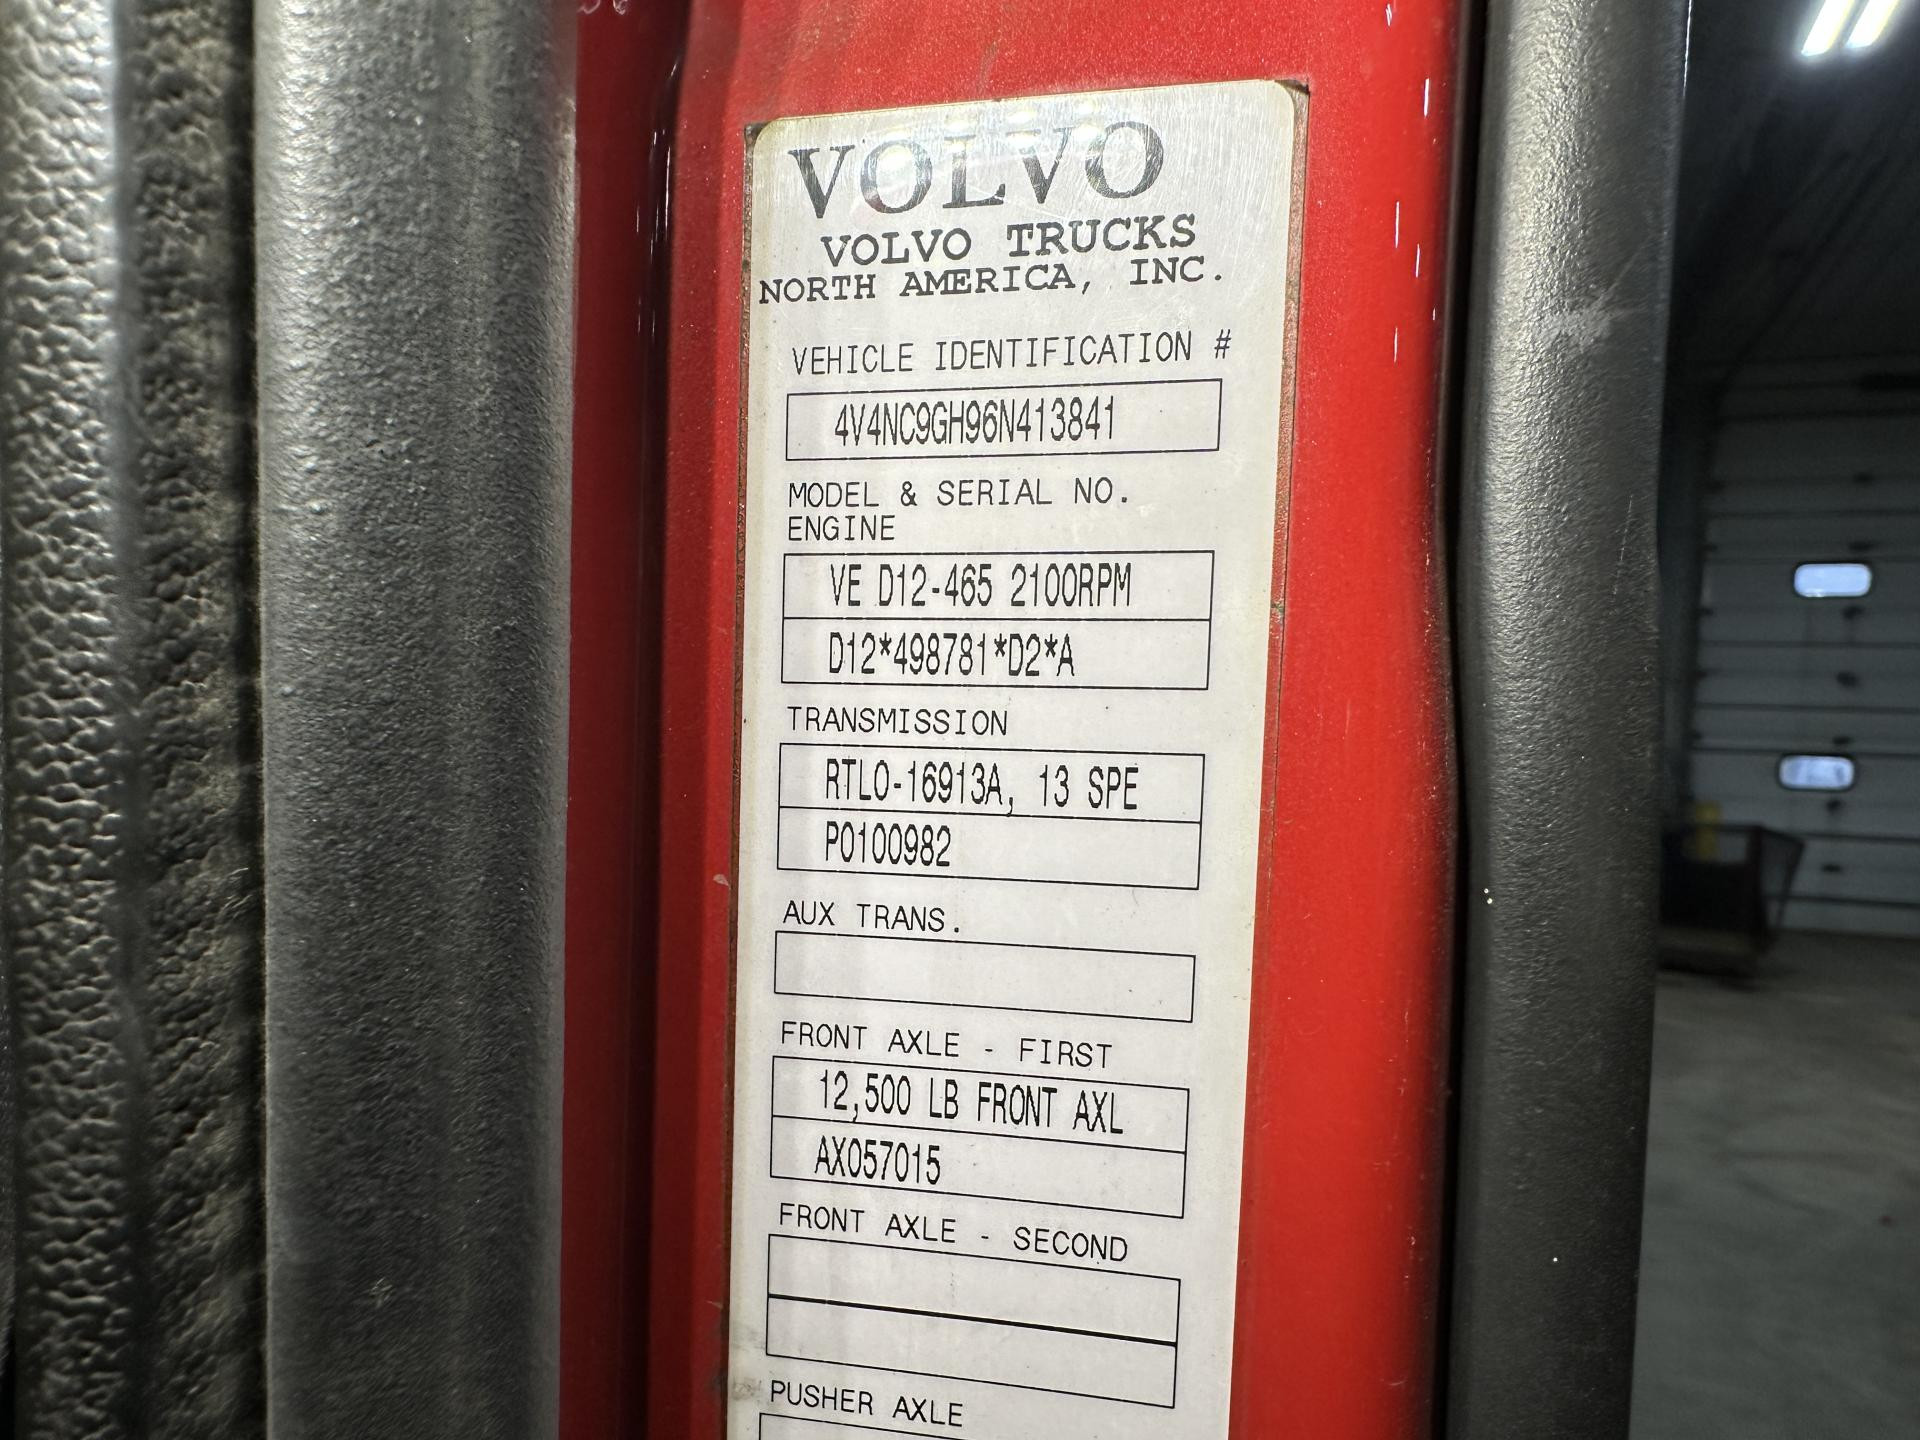 VOLVO
VOLVO TRUCKS
NORTH AMERICA, INC.
VEHICLE IDENTIFICATION #
4V4NC9GH96N413841
MODEL & SERIAL NO.
ENGINE
VE D12-465 2100RPM
D12*498781*D2*A
TRANSMISSION
RTLO-16913A, 13 SPE
P0100982
AUX TRANS.
FRONT AXLE - FIRST
12,500 LB FRONT AXL
AX057015
FRONT AXLE - SECOND
PUSHER AXLE